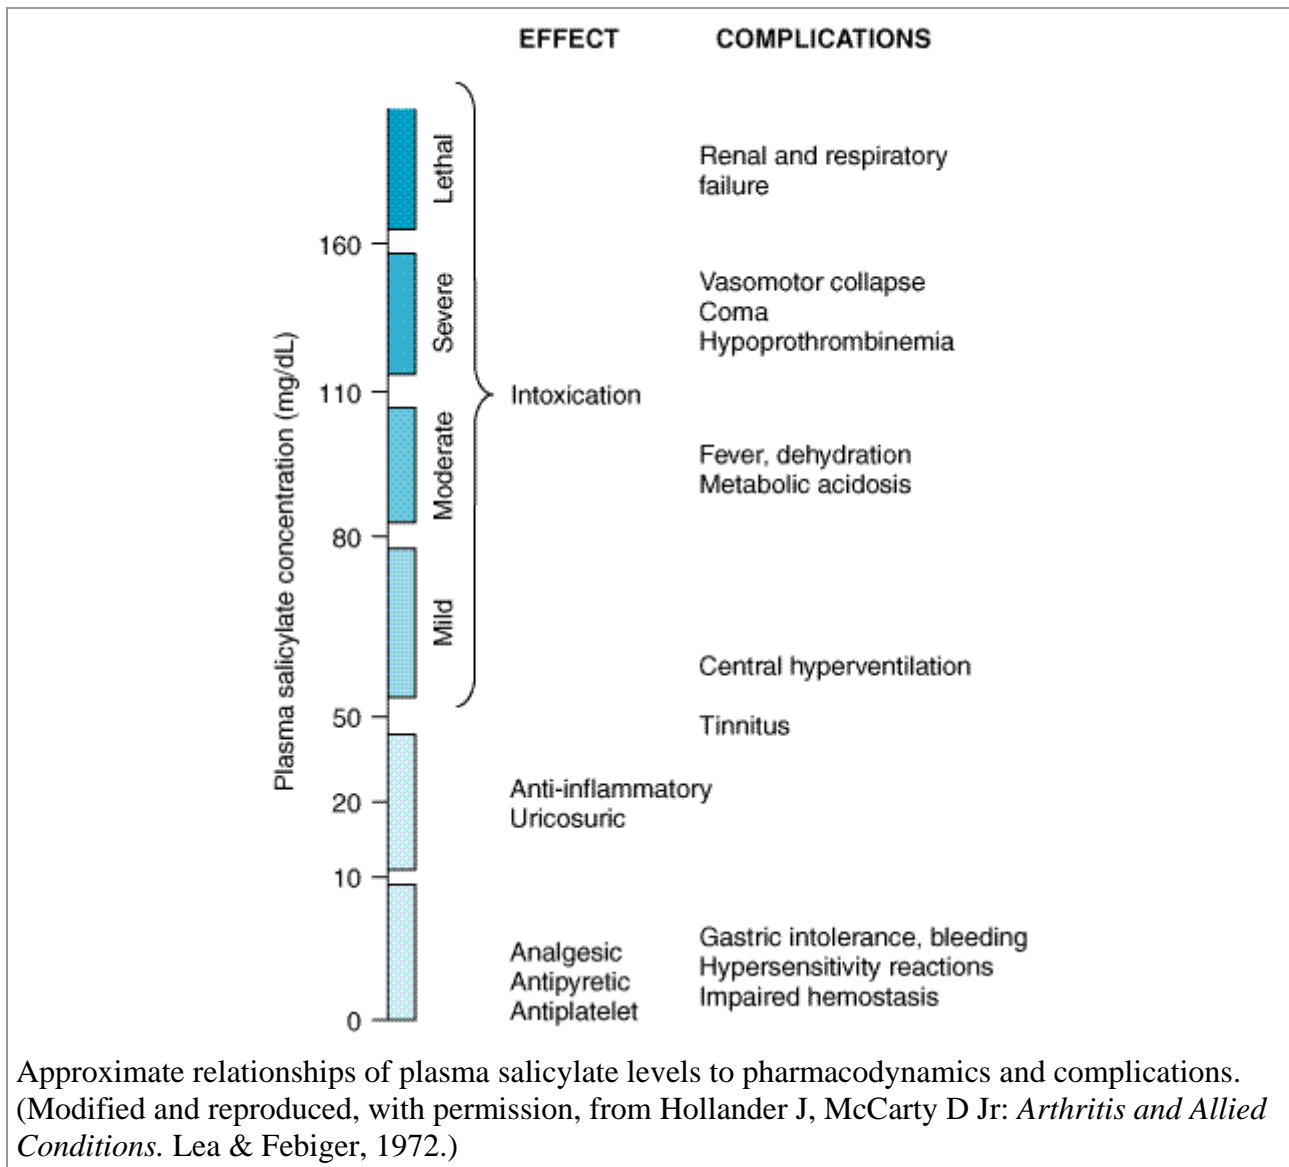 EFFECT COMPLICATIONS
Lethal
Renal and respiratory
failure
160
Severe
Vasomotor collapse
Coma
Hypoprothrombinemia
Plasma salicylate concentration (mg/dL)
110
Intoxication
Moderate
Fever, dehydration
Metabolic acidosis
80
Mild
Central hyperventilation
50
Tinnitus
Anti-inflammatory
20
Uricosuric
10
Analgesic
Antipyretic
Antiplatelet
Gastric intolerance, bleeding
Hypersensitivity reactions
Impaired hemostasis
0
Approximate relationships of plasma salicylate levels to pharmacodynamics and complications.
(Modified and reproduced, with permission, from Hollander J, McCarty D Jr: Arthritis and Allied
Conditions. Lea & Febiger, 1972.)